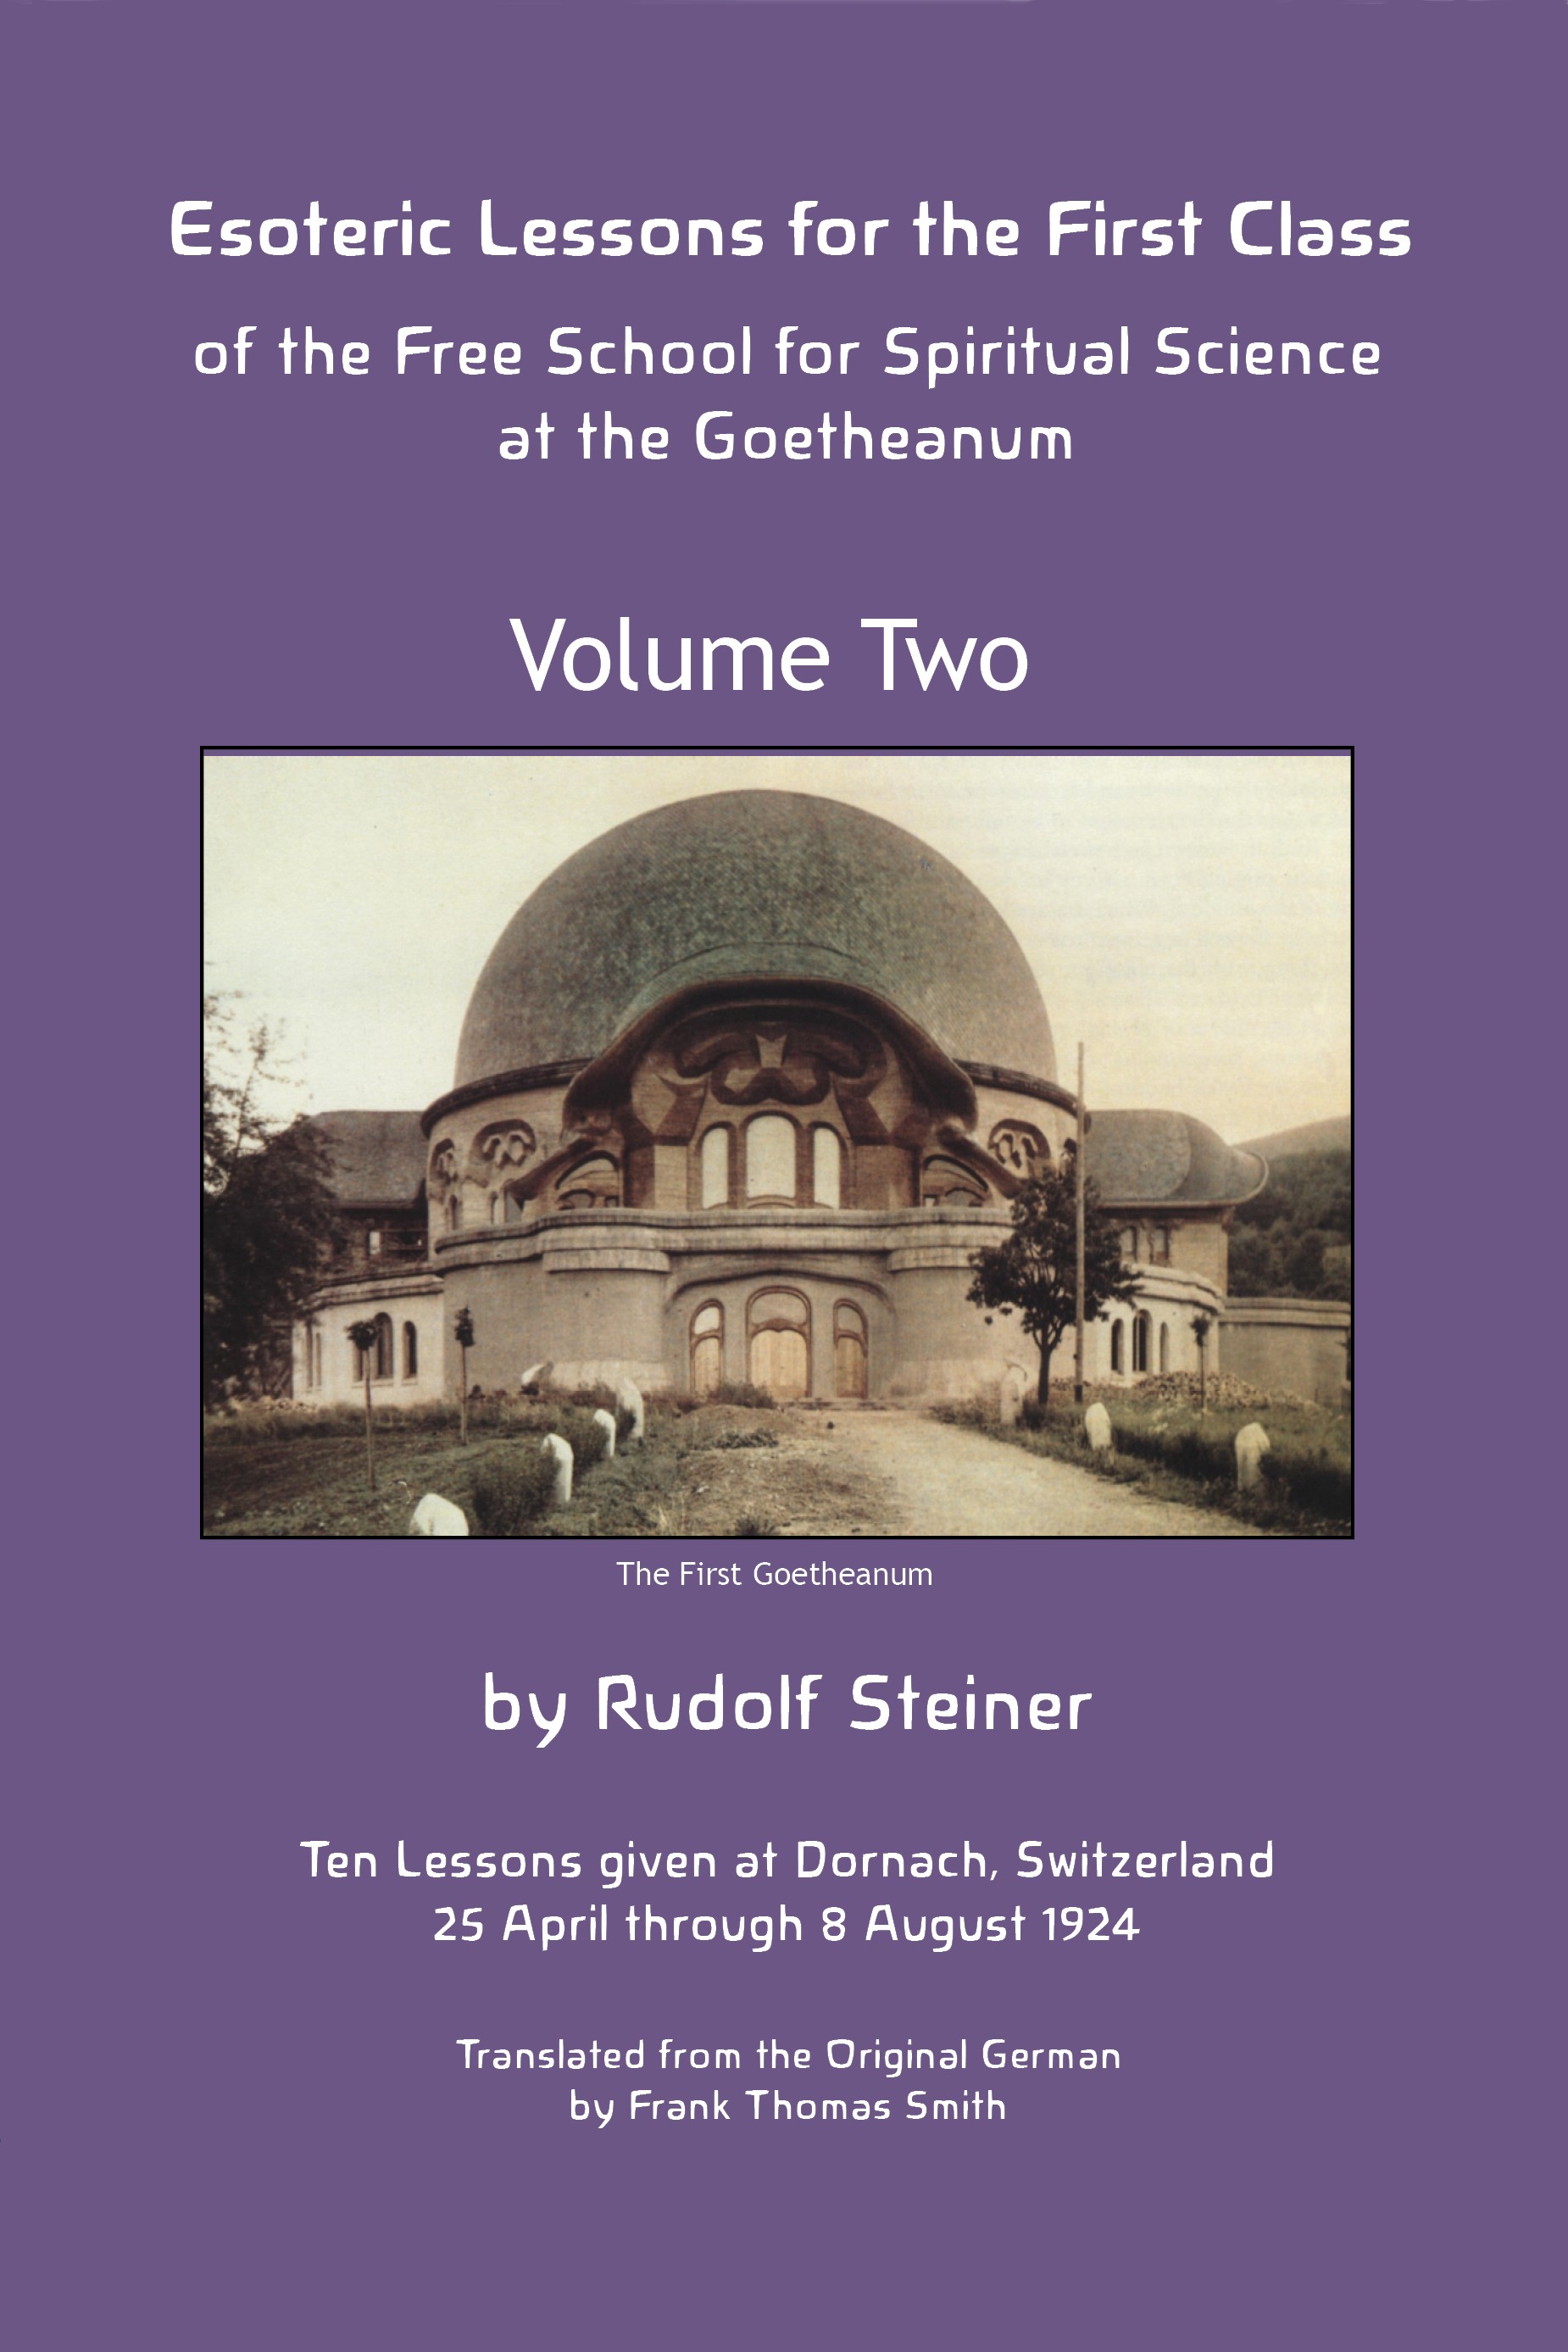 Esoteric Lessons for the First Class
of the Free School for Spiritual Science
at the Goetheanum
Volume Two
The First Goetheanum
by Rudolf Steiner
Ten Lessons given at Dornach, Switzerland
25 April through 8 August 1924
Translated from the Original German
by Frank Thomas Smith